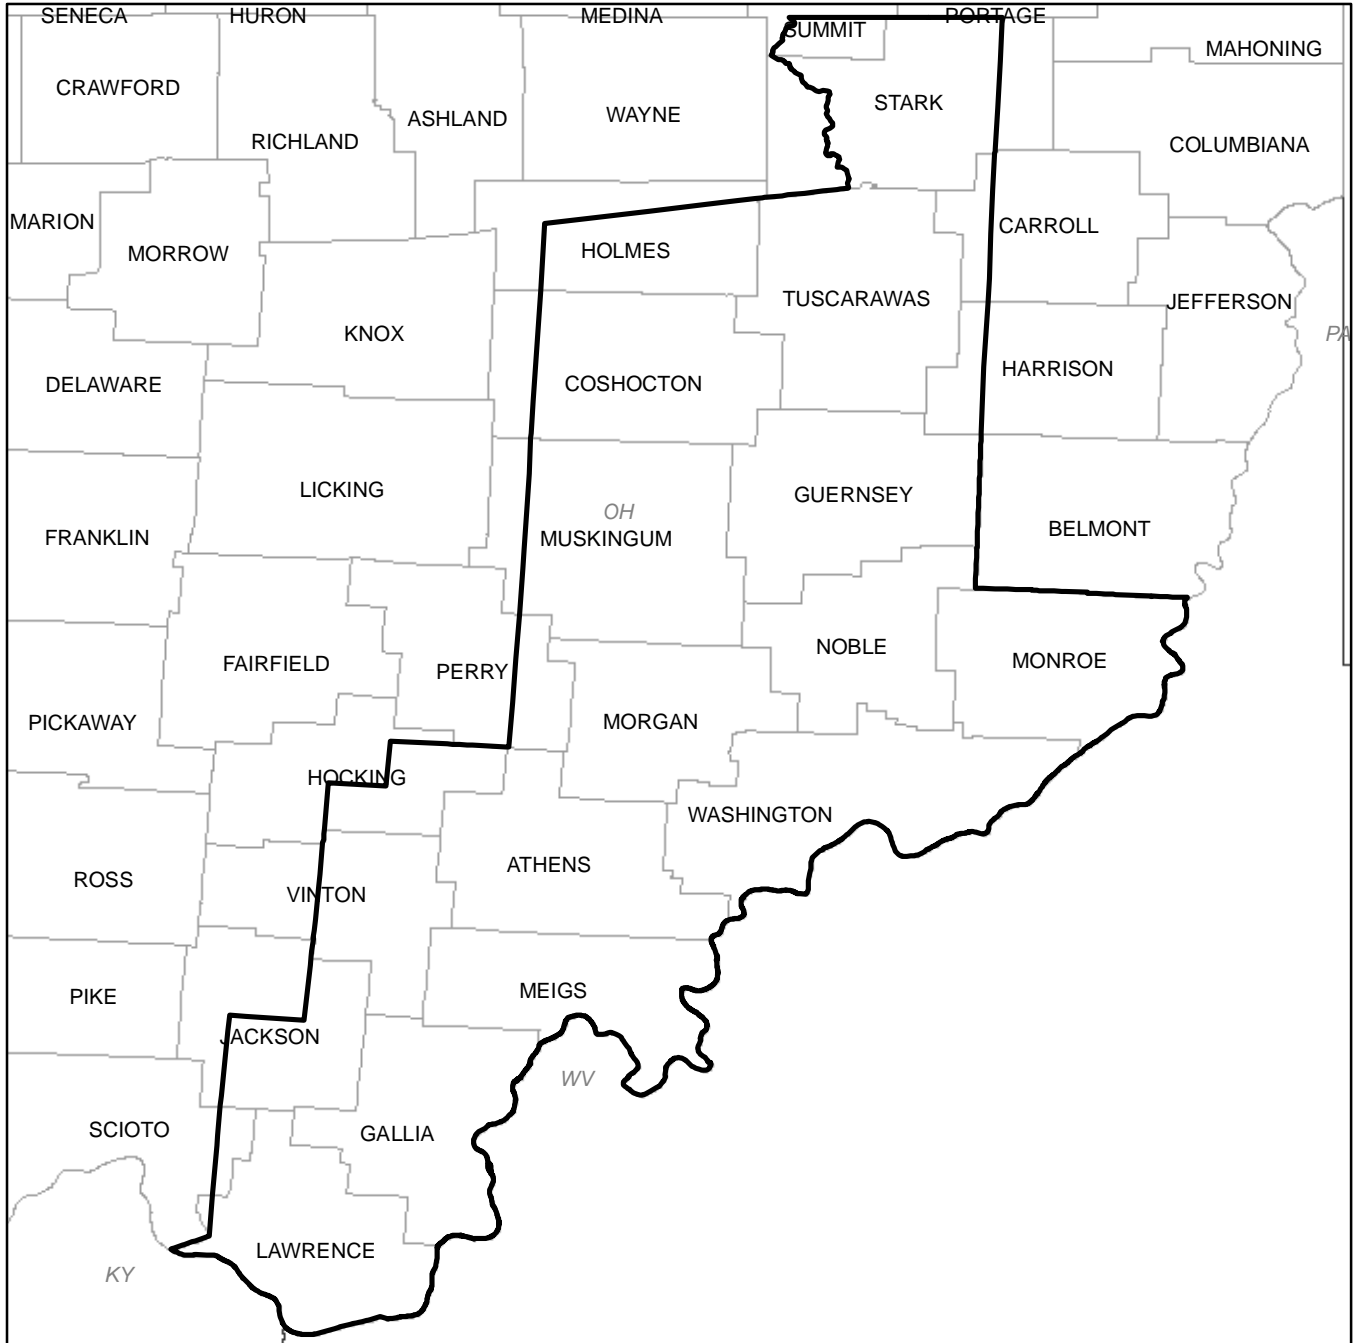 SENECA
HURON
MEDINA
PORTAGE
SUMMIT
MAHONING
CRAWFORD
STARK
WAYNE
ASHLAND
RICHLAND
COLUMBIANA
MARION
CARROLL
MORROW
HOLMES
TUSCARAWAS
JEFFERSON
KNOX
PA
HARRISON
DELAWARE
COSHOCTON
LICKING
GUERNSEY
OH
BELMONT
FRANKLIN
MUSKINGUM
NOBLE
MONROE
FAIRFIELD
PERRY
PICKAWAY
MORGAN
HOCKING
WASHINGTON
ATHENS
ROSS
VINTON
MEIGS
PIKE
JACKSON
WV
SCIOTO
GALLIA
LAWRENCE
KY